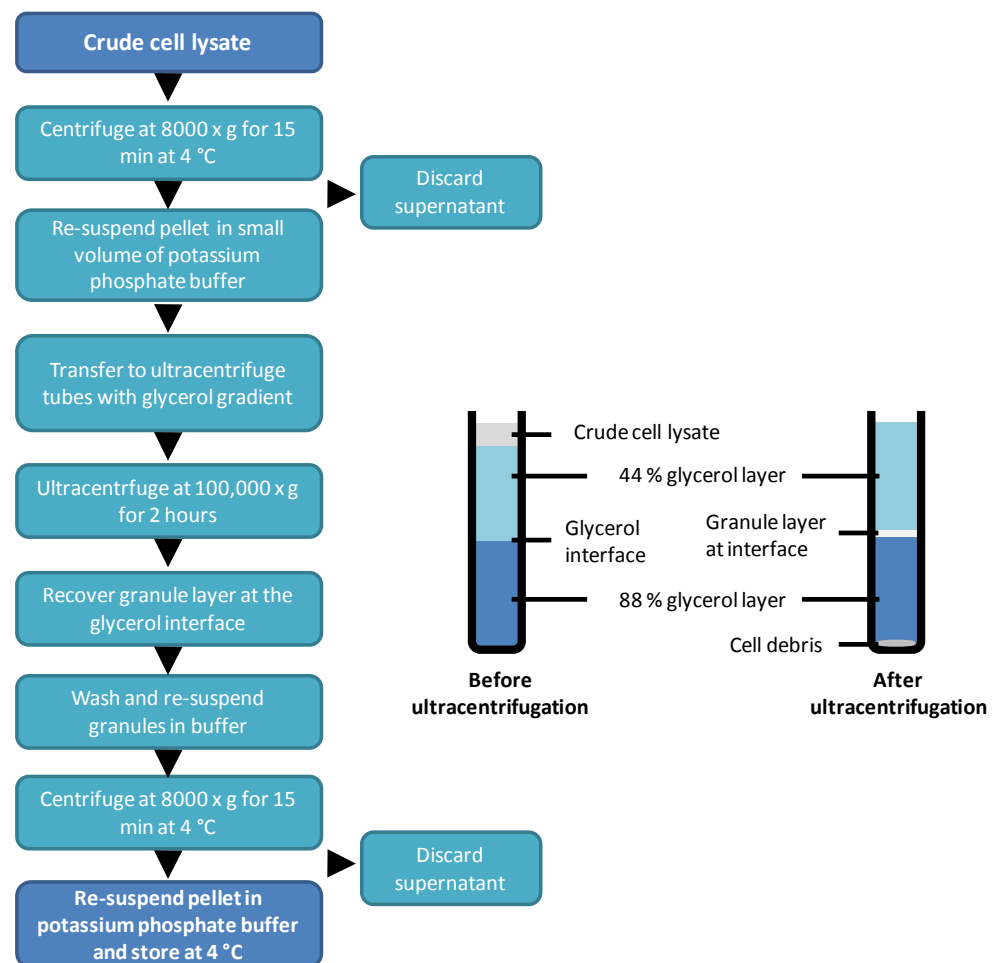 Crude cell lysate
Centrifuge at 8000 x g for 15
min at 4 °C
Discard
supernatant
Re-suspend pellet in small
volume of potassium
phosphate buffer
Transfer to ultracentrifuge
tubes with glycerol gradient
Ultracentrfuge at 100,000 x g
for 2 hours
Recover granule layer at the
glycerol interface
Wash and re-suspend
granules in buffer
Centrifuge at 8000 x g for 15
min at 4 °C
Discard
supernatant
Re-suspend pellet in
potassium phosphate buffer
and store at 4 °C
Crude cell lysate
44 % glycerol layer
Glycerol
interface
Granule layer
at interface
88 % glycerol layer
Cell debris
Before
ultracentrifugation
After
ultracentrifugation